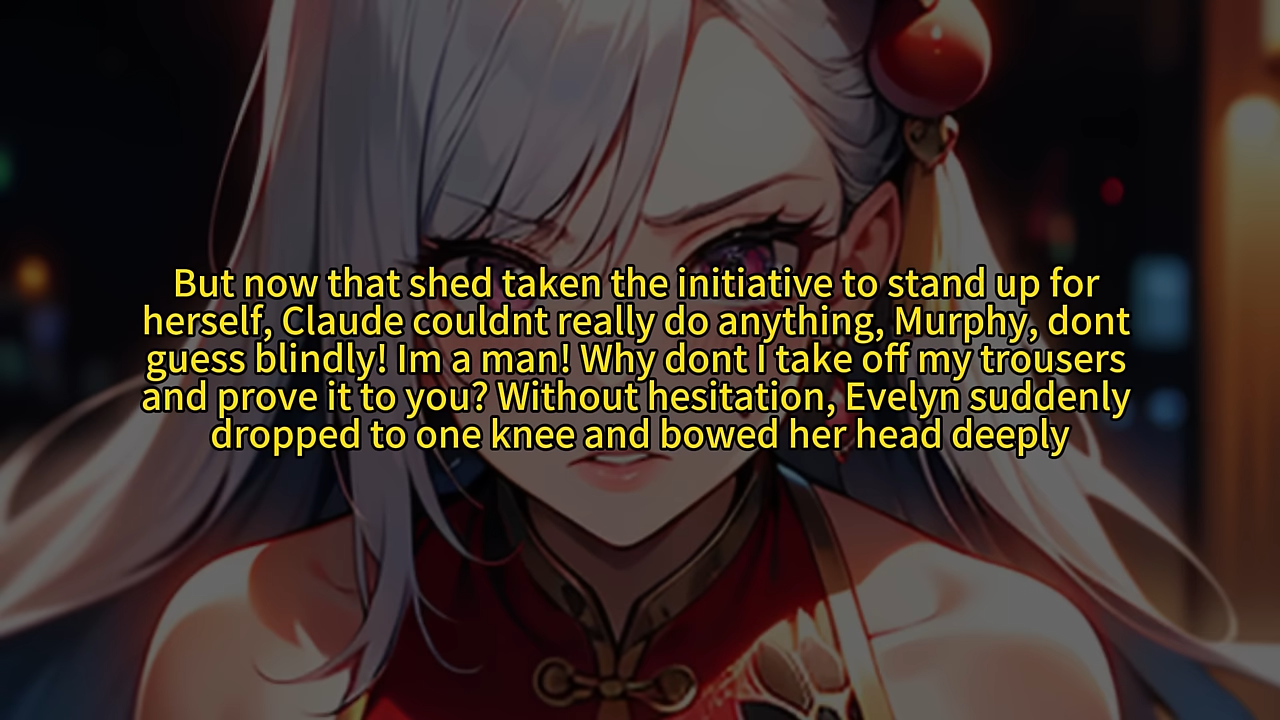 But now that shed taken the initiative to stand up for
herself, Claude couldnt really do anything, Murphy, dont
guess blindly! Im a man! Why dont I take off my trousers
and prove it to you? Without hesitation, Evelyn suddenly
dropped to one knee and bowed her head deeply